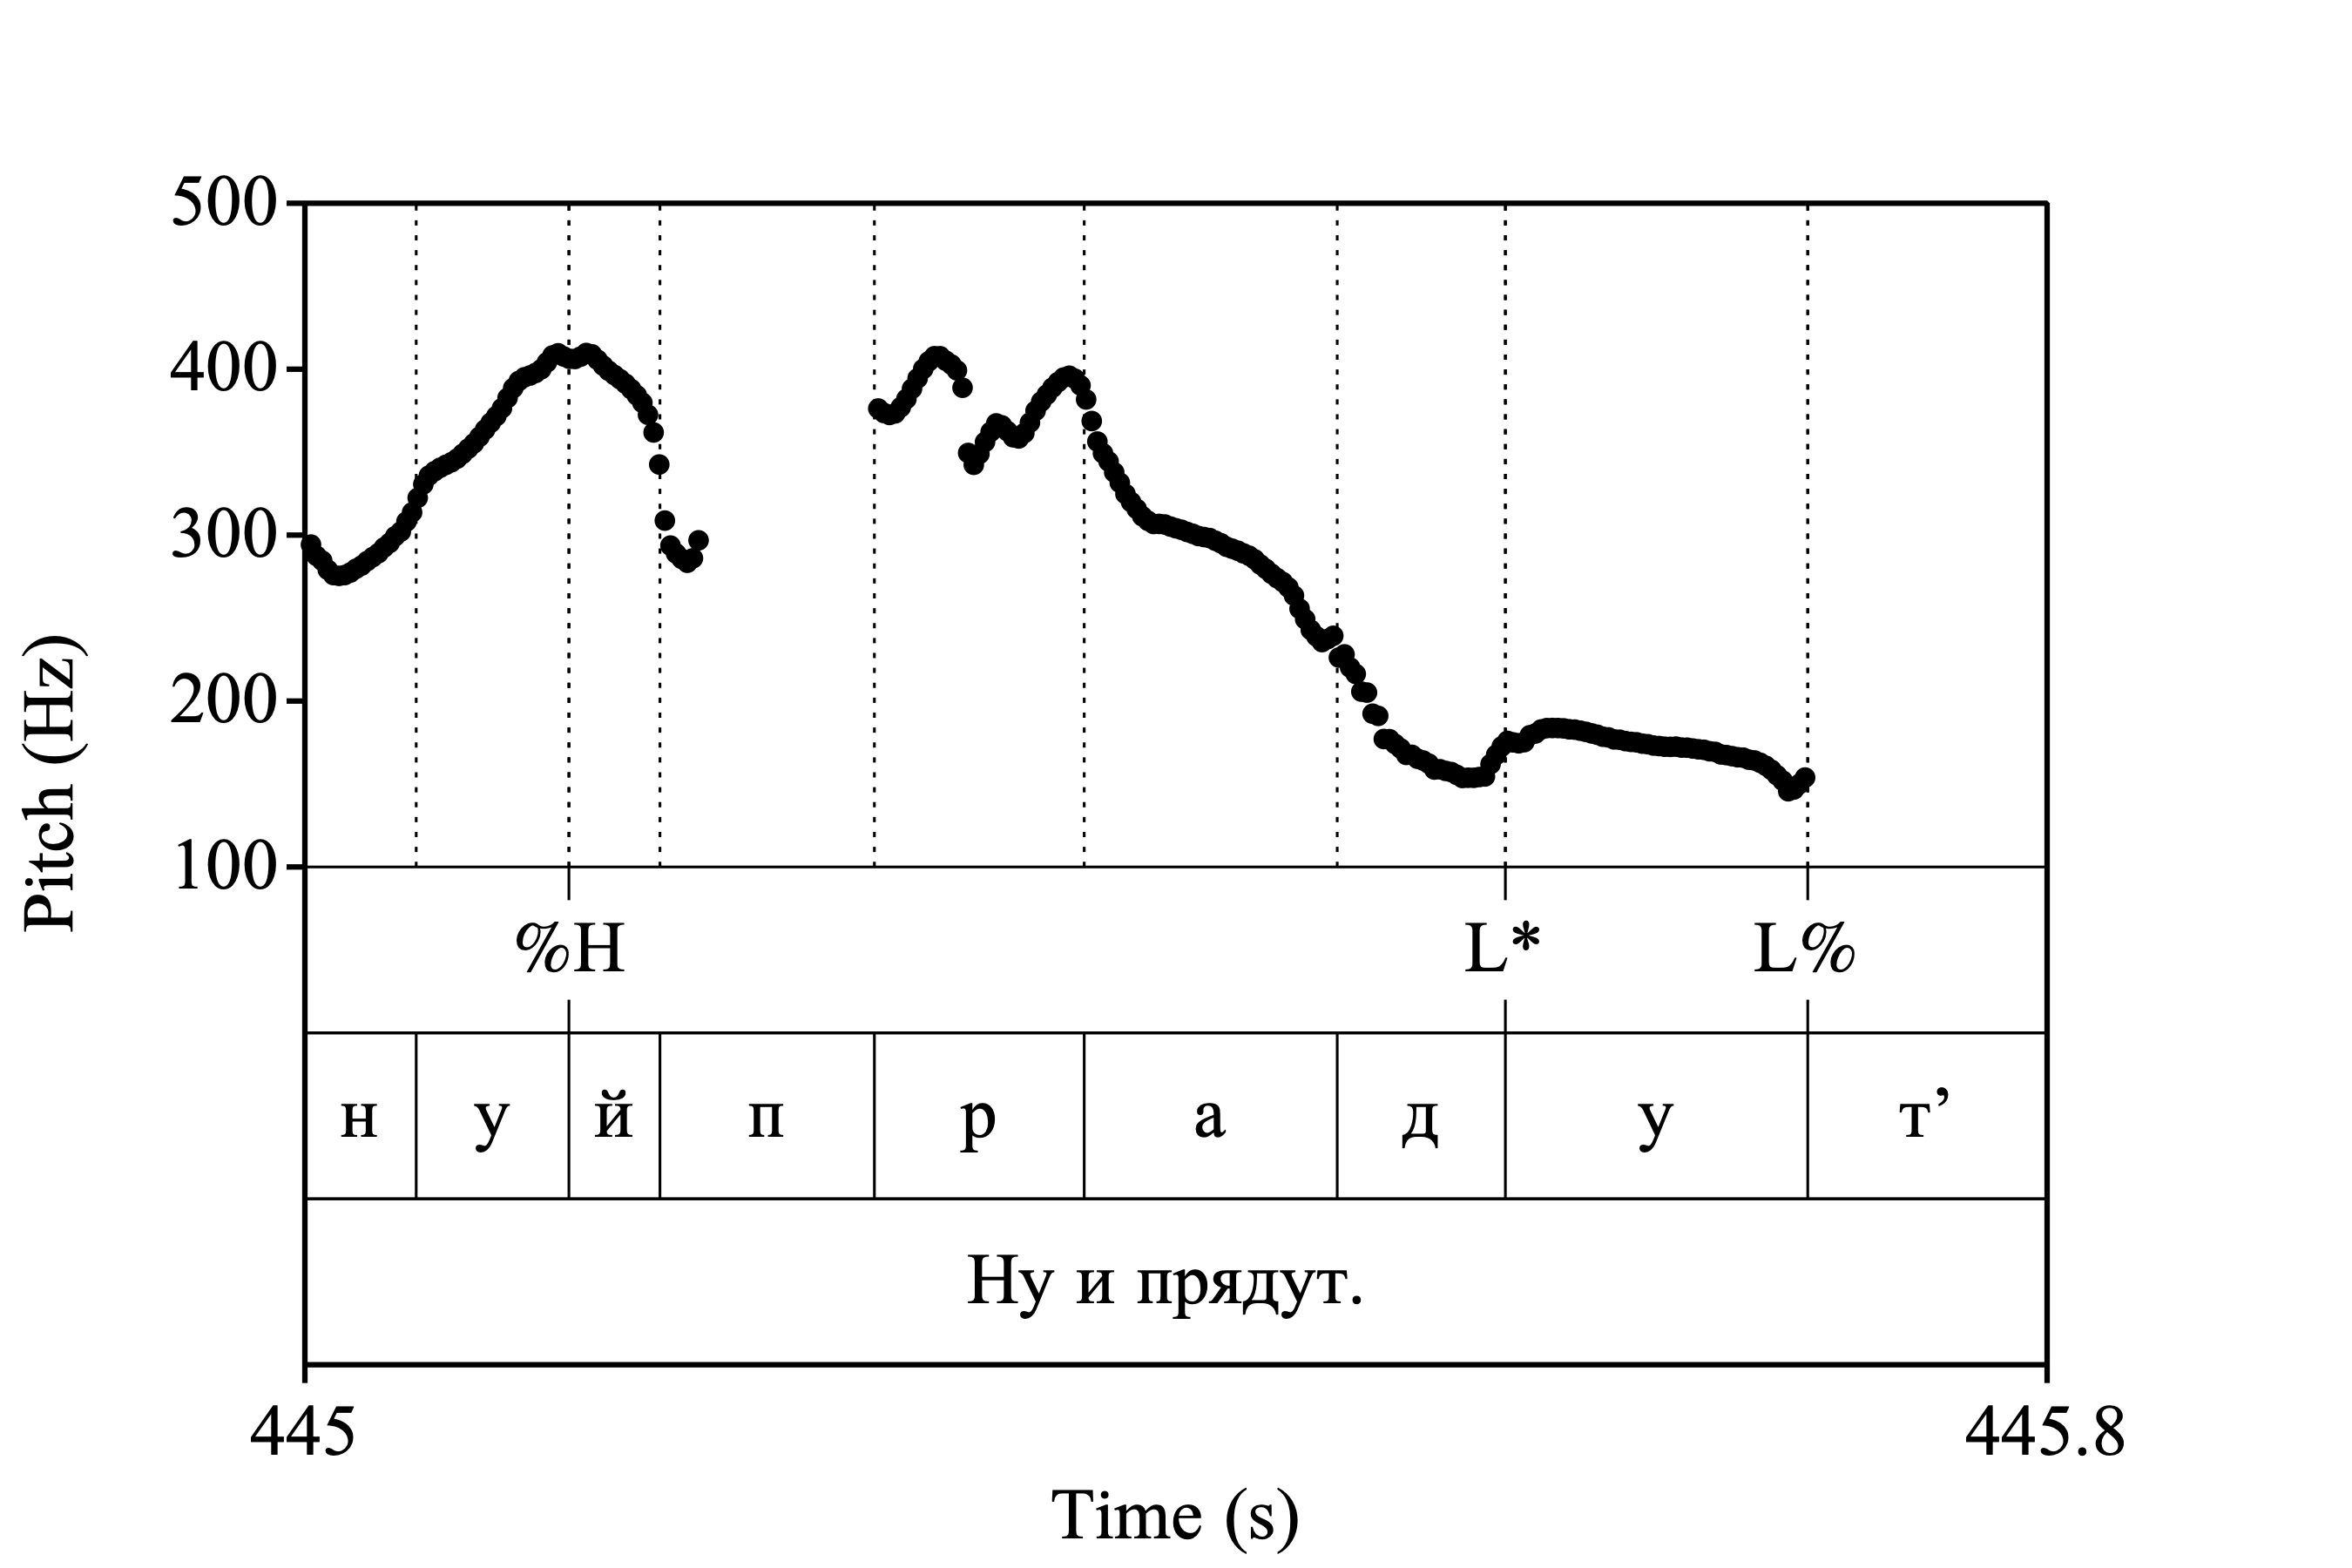 500
400
300
200
100
Pitch (Hz)
%H L* L%
н у й п р а д у т’
Ну и прядут.
445 445.8
Time (s)